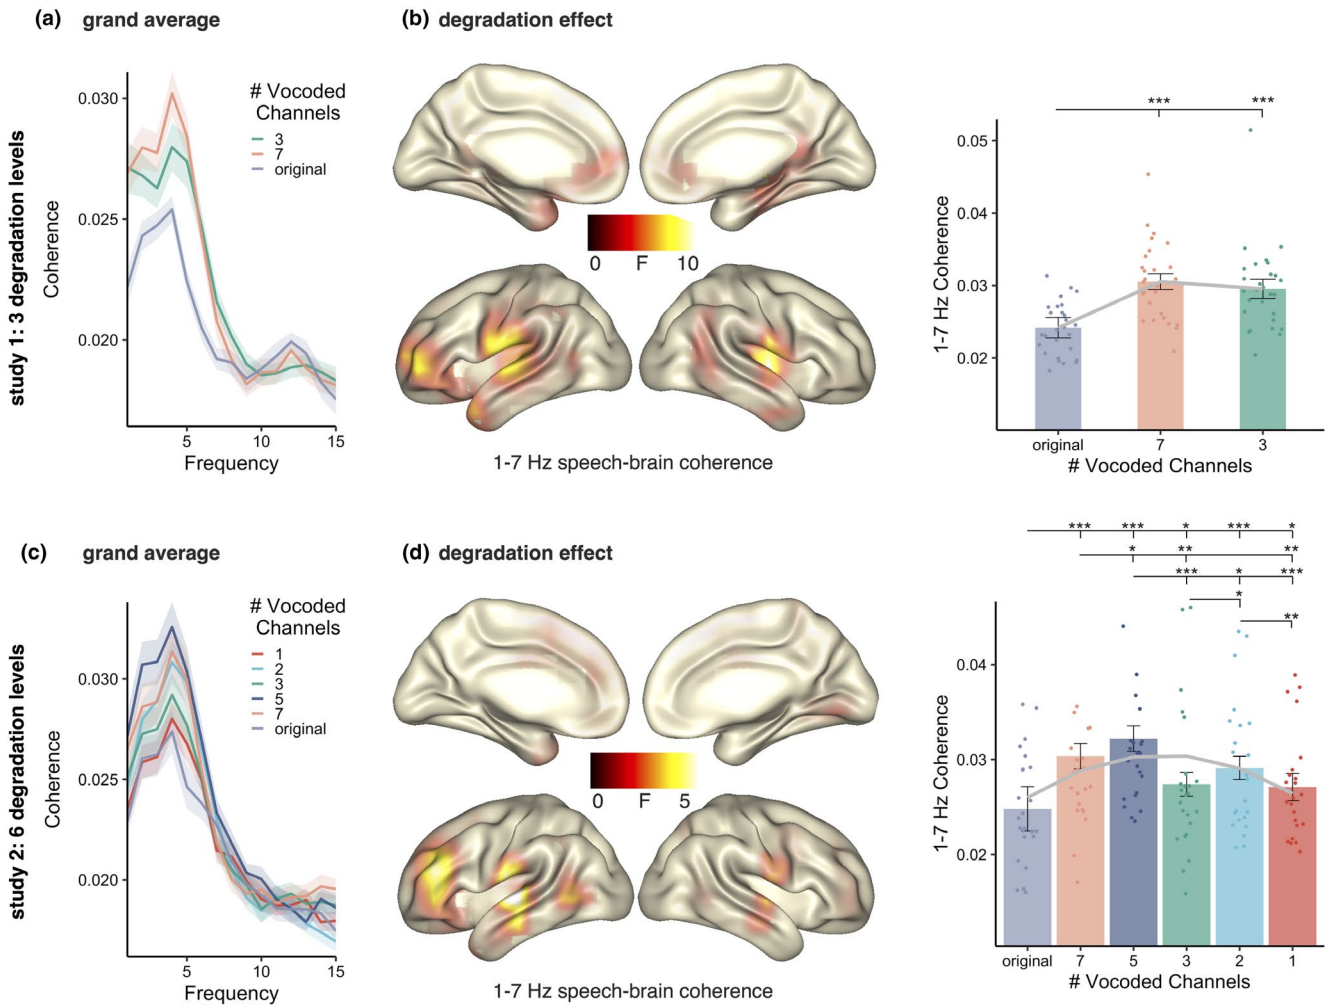 (a) grand average
(b) degradation effect
study 1: 3 degradation levels
Coherence
0.030
0.025
0.020
# Vocoded
Channels
3
7
original
5 10 15
Frequency
0 F 10
1-7 Hz speech-brain coherence
*** ***
1-7 Hz Coherence
0.05
0.04
0.03
0.02
original 7 3
# Vocoded Channels
(c) grand average
(d) degradation effect
study 2: 6 degradation levels
Coherence
0.030
0.025
0.020
# Vocoded
Channels
1
2
3
5
7
original
5 10 15
Frequency
0 F 5
1-7 Hz speech-brain coherence
*** *** * *** *
* ** **
*** * ***
*
**
1-7 Hz Coherence
0.04
0.03
0.02
original 7 5 3 2 1
# Vocoded Channels